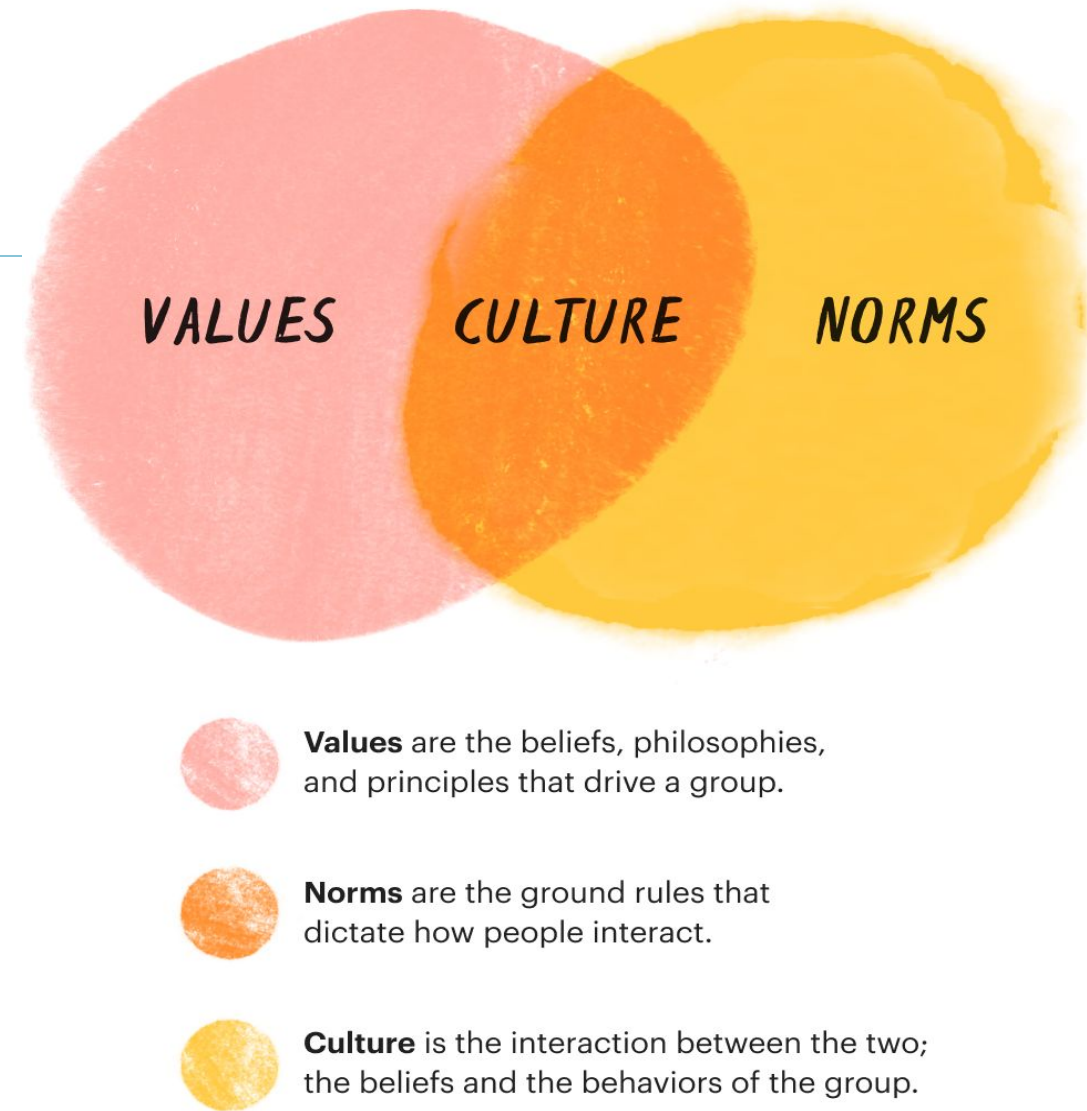 VALUES CULTURE NORMS
Values are the beliefs, philosophies,
and principles that drive a group.
Norms are the ground rules that
dictate how people interact.
Culture is the interaction between the two;
the beliefs and the behaviors of the group.